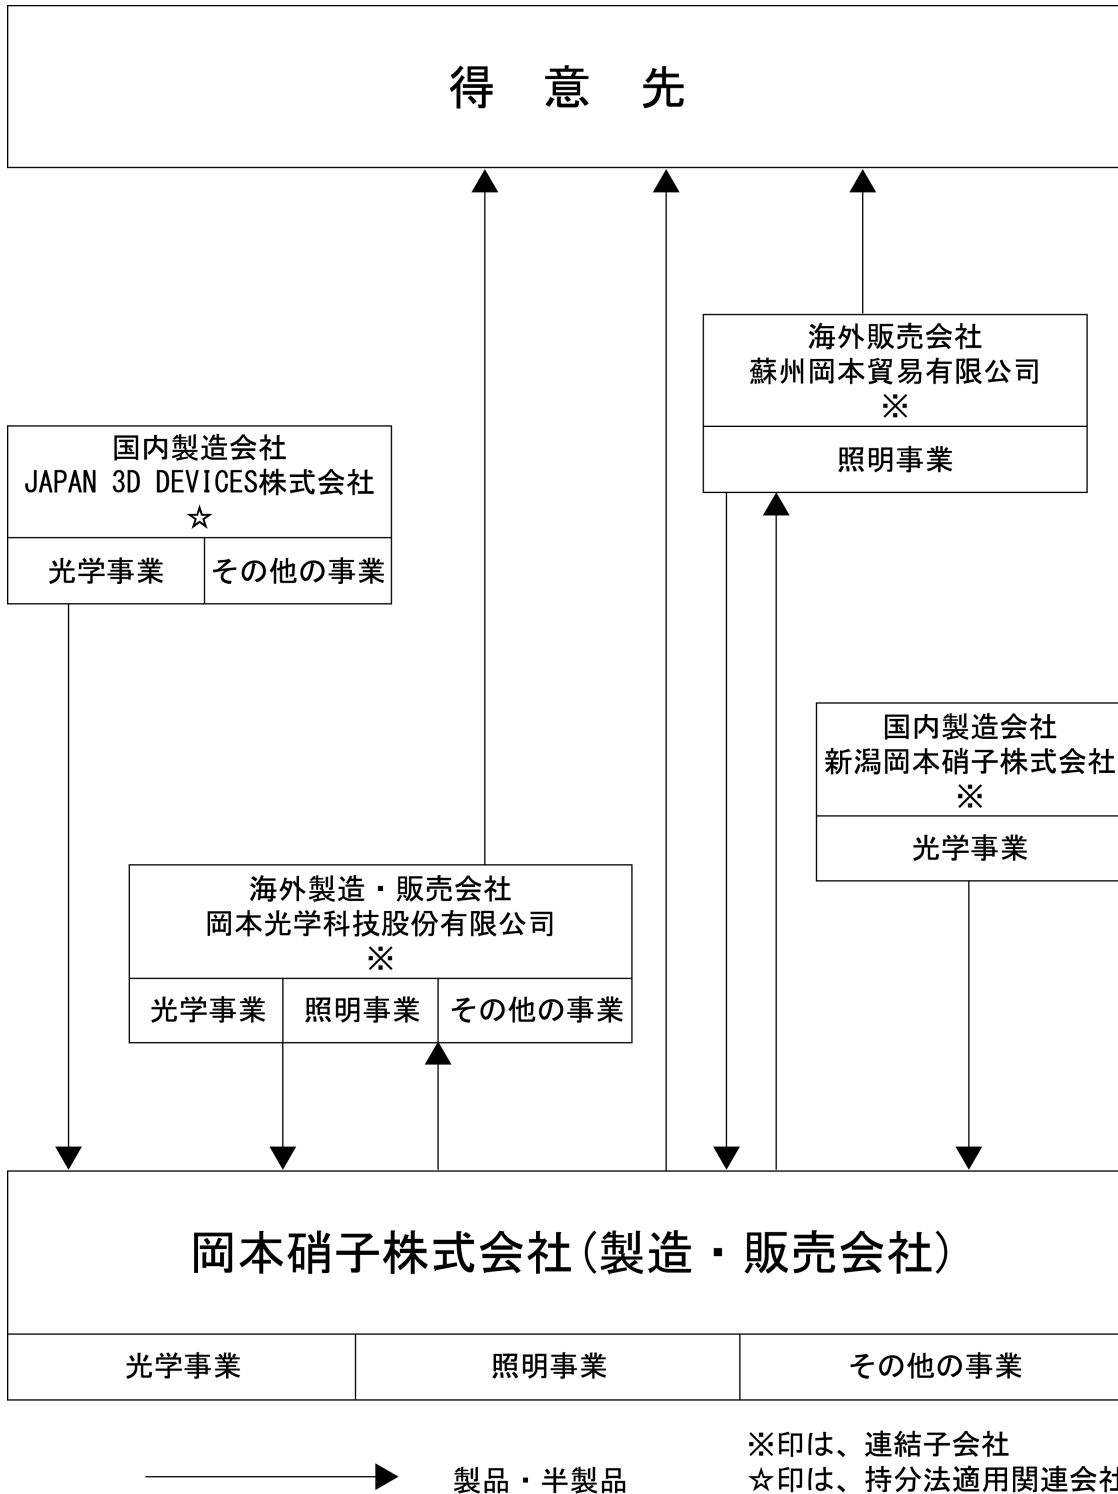 得 意 先
海外販売会社
蘇州岡本貿易有限公司
※
照明事業
国内製造会社
JAPAN 3D DEVICES株式会社
☆
光学事業 その他の事業
国内製造会社
新潟岡本硝子株式会社
※
光学事業
海外製造・販売会社
岡本光学科技股份有限公司
※
光学事業 照明事業 その他の事業
岡本硝子株式会社(製造・販売会社)
光学事業 照明事業 その他の事業
製品・半製品
※印は、連結子会社
☆印は、持分法適用関連会社